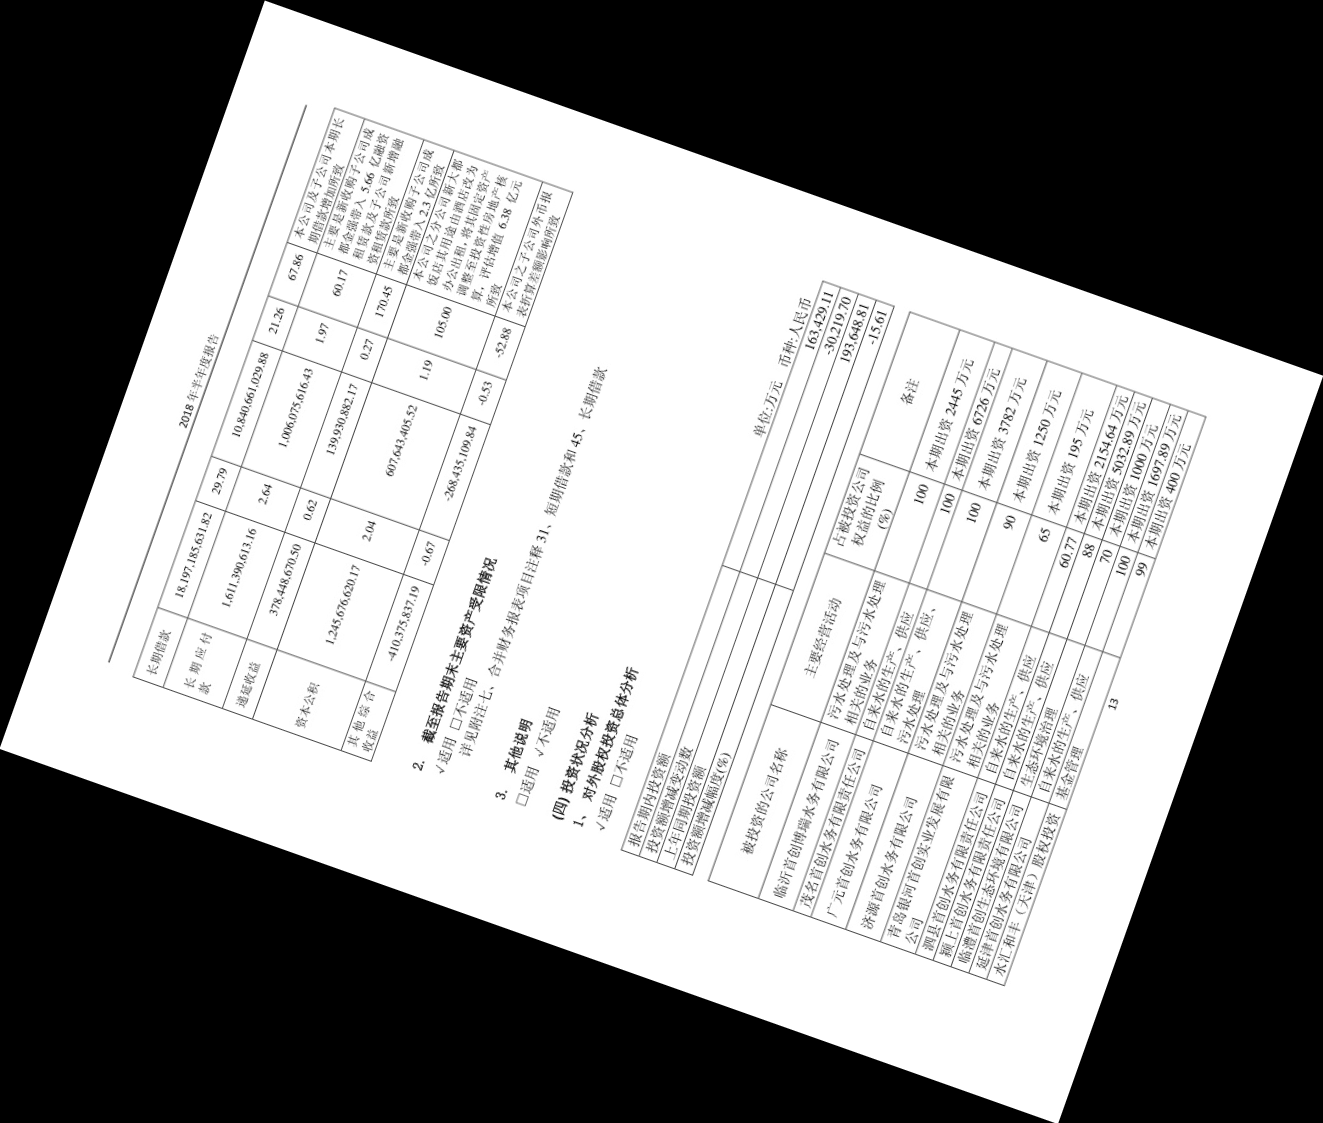 2018 年半年度报告
长期借款 18,197,185,631.82 29.79 10,840,661,029.88 21.26 67.86 本公司及子公司本期长
期借款增加所致
长 期 应 付
款 1,611,390,613.16 2.64 1,006,075,616.43 1.97 60.17 主要是新收购子公司成
都金强带入 5.66 亿融资
租赁款及子公司新增融
资租赁款所致
递延收益 378,448,670.50 0.62 139,930,882.17 0.27 170.45 主要是新收购子公司成
都金强带入 2.3 亿所致
资本公积 1,245,676,620.17 2.04 607,643,405.52 1.19 105.00 本公司之分公司新大都
饭店其用途由酒店改为
办公出租，将其固定资产
调整至投资性房地产核
算，评估增值 6.38 亿元
所致
其 他 综 合
收益 -410,375,837.19 -0.67 -268,435,109.84 -0.53 -52.88 本公司之子公司外币报
表折算差额影响所致
2. 截至报告期末主要资产受限情况
√适用 □不适用
详见附注七、合并财务报表项目注释 31、短期借款和 45、长期借款
3. 其他说明
□适用 √不适用
(四) 投资状况分析
1、 对外股权投资总体分析
√适用 □不适用
单位:万元 币种:人民币
报告期内投资额 163,429.11
投资额增减变动数 -30,219.70
上年同期投资额 193,648.81
投资额增减幅度(%) -15.61
被投资的公司名称 主要经营活动 占被投资公司
权益的比例
(%) 备注
临沂首创博瑞水务有限公司 污水处理及与污水处理
相关的业务 100 本期出资 2445 万元
茂名首创水务有限责任公司 自来水的生产、供应 100 本期出资 6726 万元
广元首创水务有限公司 自来水的生产、供应、
污水处理 100 本期出资 3782 万元
济源首创水务有限公司 污水处理及与污水处理
相关的业务 90 本期出资 1250 万元
青岛银河首创实业发展有限
公司 污水处理及与污水处理
相关的业务 65 本期出资 195 万元
泗县首创水务有限责任公司 自来水的生产、供应 60.77 本期出资 2154.64 万元
颍上首创水务有限责任公司 自来水的生产、供应 88 本期出资 5032.89 万元
临澧首创生态环境有限公司 生态环境治理 70 本期出资 1000 万元
延津首创水务有限公司 自来水的生产、供应 100 本期出资 1697.89 万元
水汇和丰（天津）股权投资 基金管理 99 本期出资 400 万元
13